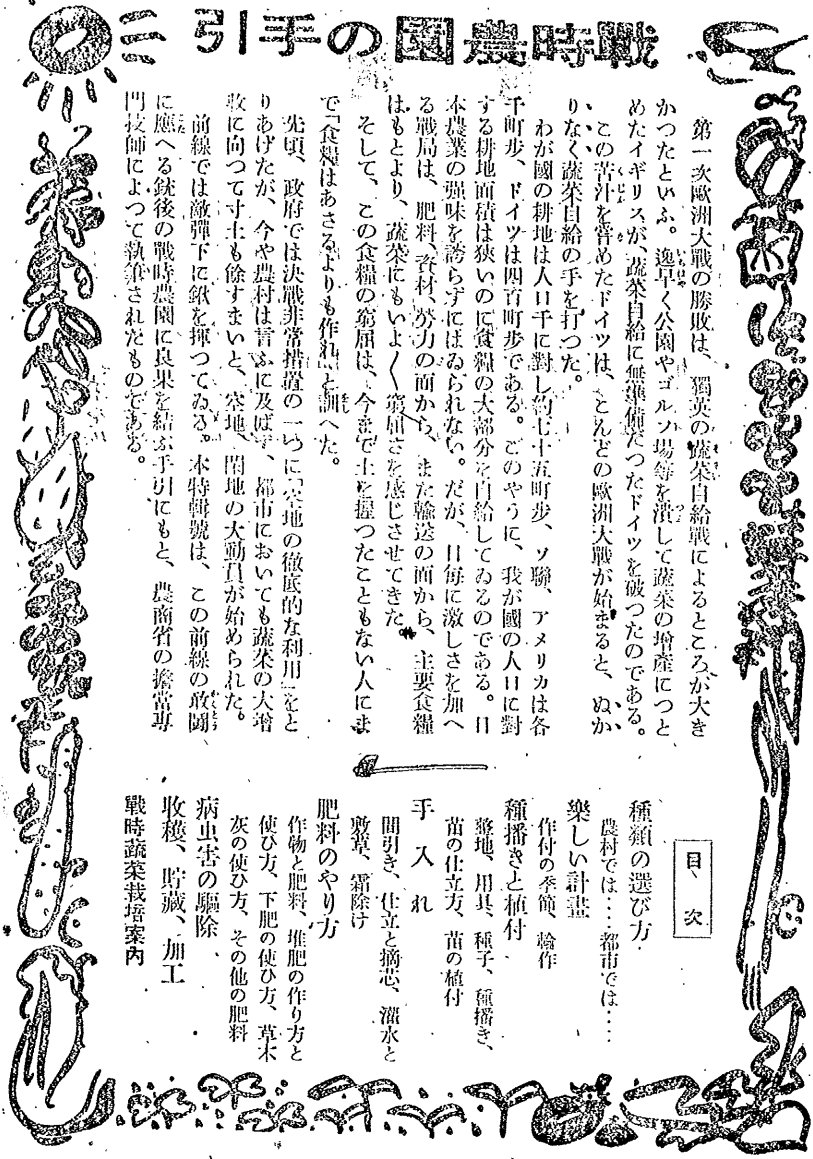 戰時農園の手引
第一次歐洲大戰の勝敗は、獨英の蔬菜自給戰によるところが大き
かつたといふ。逸早く公園やゴルフ場等を潰して蔬菜の增產につと
めたイギリスが、蔬菜自給に無準備だつたドイツを破つたのである。
この苦汁を嘗めたドイツは、こんどの歐洲大戰が始まると、ぬか
りなく蔬菜自給の手を打つた。
わが國の耕地は人口千に對し約七十五町步、ソ聯、アメリカは各
千町步、ドイツは四百町步である。このやうに、我が國の人口に對
する耕地面積は狹いのに食糧の大部分を自給してゐるのである。日
本農業の强味を誇らずにはゐられない。だが、日每に激しさを加へ
る戰局は、肥料、資材、勞力の面から、また輸送の面から、主要食糧
はもとより、蔬菜にもいよ〱窮屈さを感じさせてきた。
そして、この食糧の窮屈は、今まで土を握つたこともない人にま
で「食糧はあさるよりも作れ」と訓へた。
先頃、政府では決戰非常措置の一つに「空地の徹底的な利用」をと
りあげたが、今や農村は言ふに及ばず、都市においても蔬菜の大增
收に向つて寸土も餘すまいと、空地、閑地の大動員が始められた。
前線では敵彈下に鍬を揮つてゐる。本特輯號は、この前線の敢鬪
に應へる銃後の戰時農園に良果を結ぶ手引にもと、農商省の擔當專
門技師によつて執筆されたものである。
目次
種類の選び方
農村では‥‥都市では‥‥
樂しい計畫
作付の季節、輪作
種播きと植付
整地、用具、種子、種播き、
苗の仕立方、苗の植付
手入れ
間引き、仕立と摘芯、灌水と
敷草、霜除け
肥料のやり方
作物と肥料、堆肥の作り方と
使ひ方、下肥の使ひ方、草木
灰の使ひ方、その他の肥料
病虫害の驅除
收穫、貯藏、加工
戰時蔬菜栽培案內